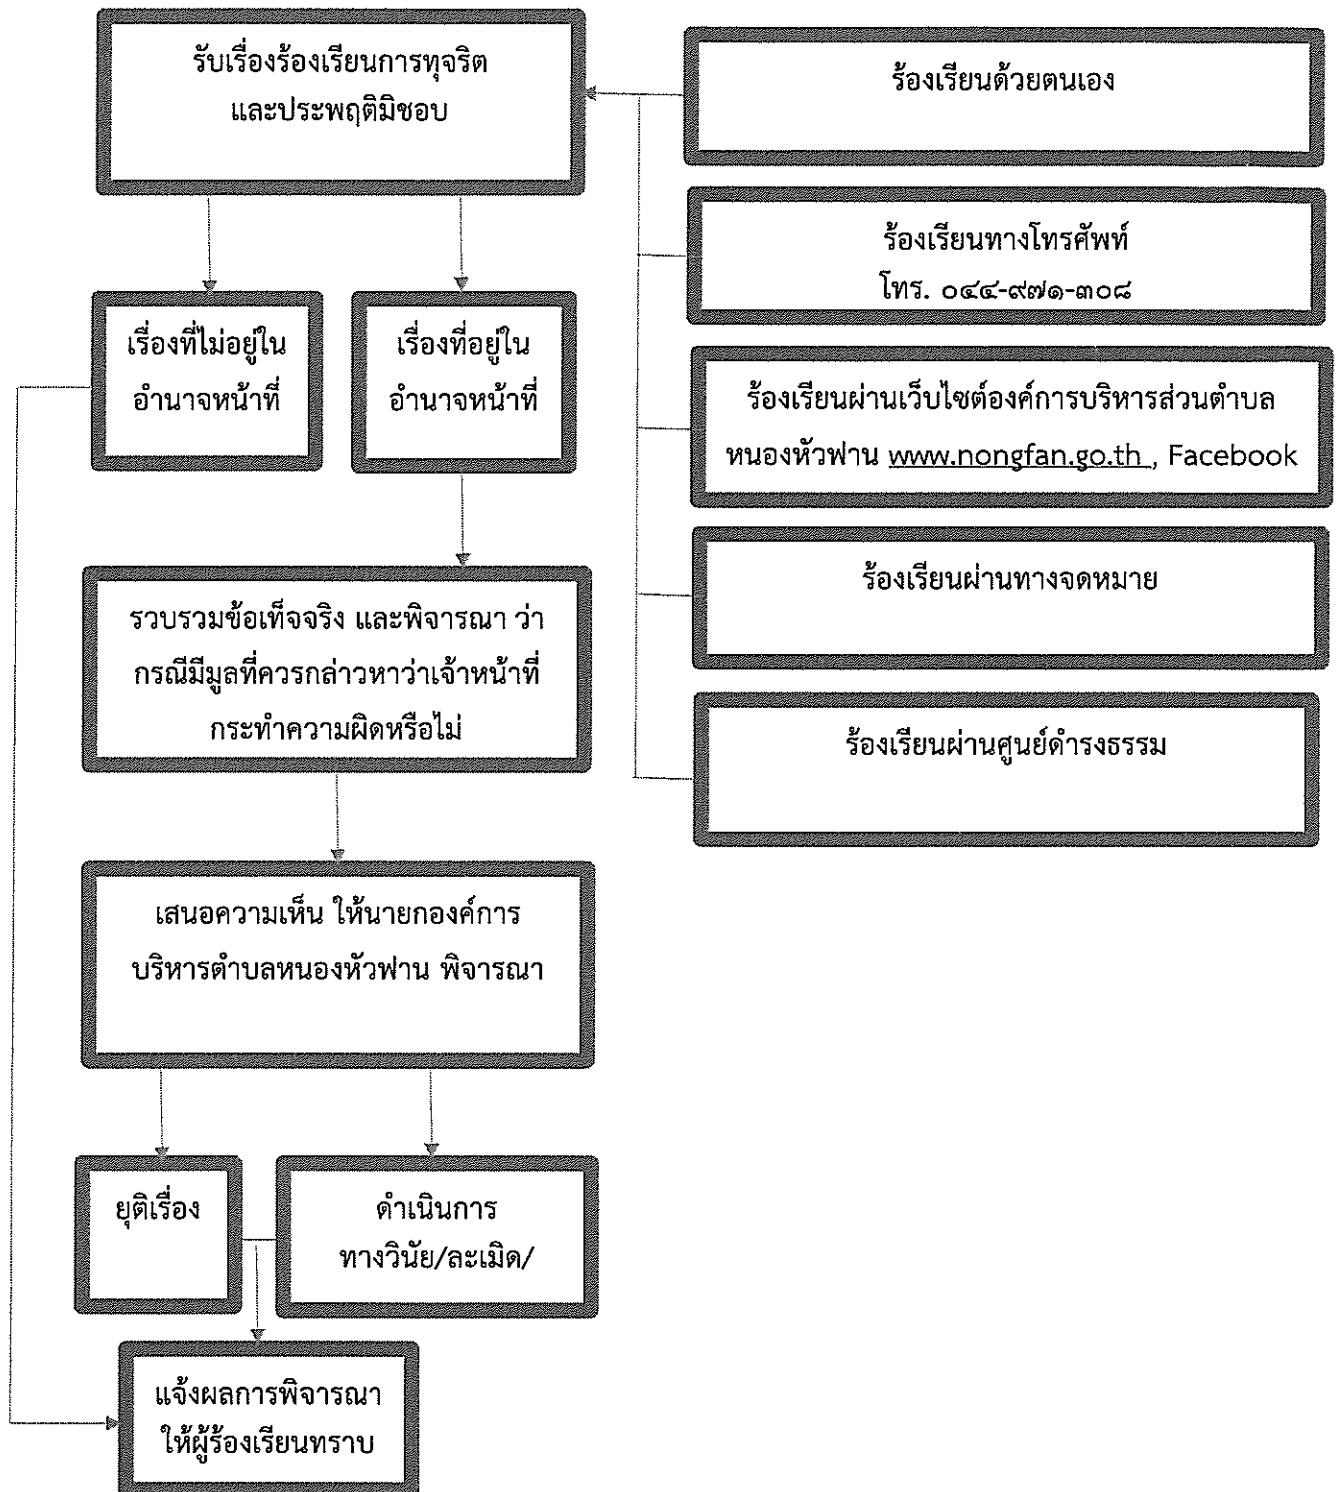 รับเรื่องร้องเรียนการทุจริต
และประพฤติมิชอบ
ร้องเรียนด้วยตนเอง
ร้องเรียนทางโทรศัพท์
โทร. ๐๔๔-๙๗๑-๓๐๘
ร้องเรียนผ่านเว็บไซต์องค์การบริหารส่วนตำบล
หนองหัวฟาน www.nongfan.go.th , Facebook
ร้องเรียนผ่านทางจดหมาย
ร้องเรียนผ่านศูนย์ดำรงธรรม
เรื่องที่ไม่อยู่ใน
อำนาจหน้าที่
เรื่องที่อยู่ใน
อำนาจหน้าที่
รวบรวมข้อเท็จจริง และพิจารณา ว่า
กรณีมีมูลที่ควรกล่าวหาว่าเจ้าหน้าที่
กระทำความผิดหรือไม่
เสนอความเห็น ให้นายกองค์การ
บริหารตำบลหนองหัวฟาน พิจารณา
ยุติเรื่อง
ดำเนินการ
ทางวินัย/ละเมิด/
แจ้งผลการพิจารณา
ให้ผู้ร้องเรียนทราบ